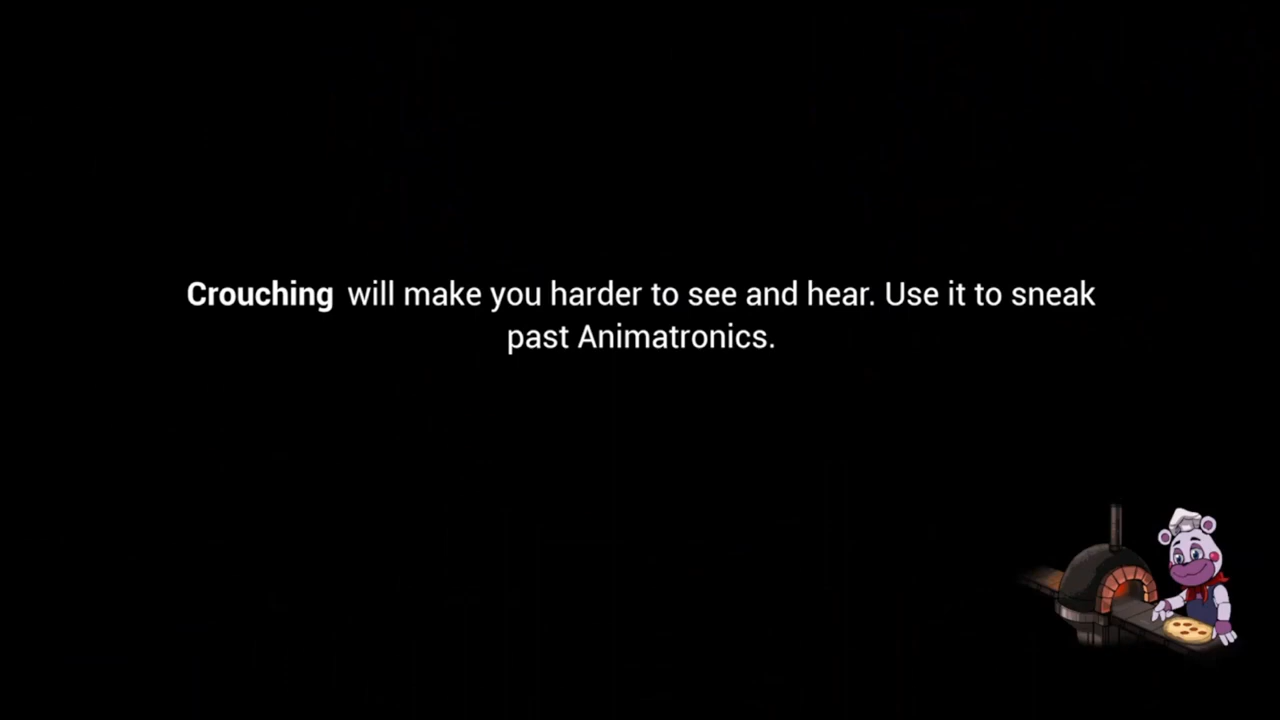 Crouching will make you harder to see and hear. Use it to sneak
past Animatronics.